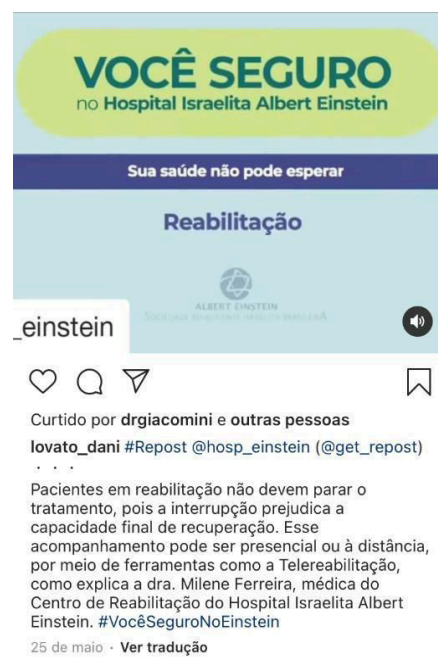 VOCÊ SEGURO
no Hospital Israelita Albert Einstein
Sua saúde não pode esperar
Reabilitação
ALBERT EINSTEIN
_einstein
Curtido por drgiacomini e outras pessoas
lovato_dani #Repost @hosp_einstein (@get_repost)
· · ·
Pacientes em reabilitação não devem parar o
tratamento, pois a interrupção prejudica a
capacidade final de recuperação. Esse
acompanhamento pode ser presencial ou à distância,
por meio de ferramentas como a Telereabilitação,
como explica a dra. Milene Ferreira, médica do
Centro de Reabilitação do Hospital Israelita Albert
Einstein. #VocêSeguroNoEinstein
25 de maio · Ver tradução